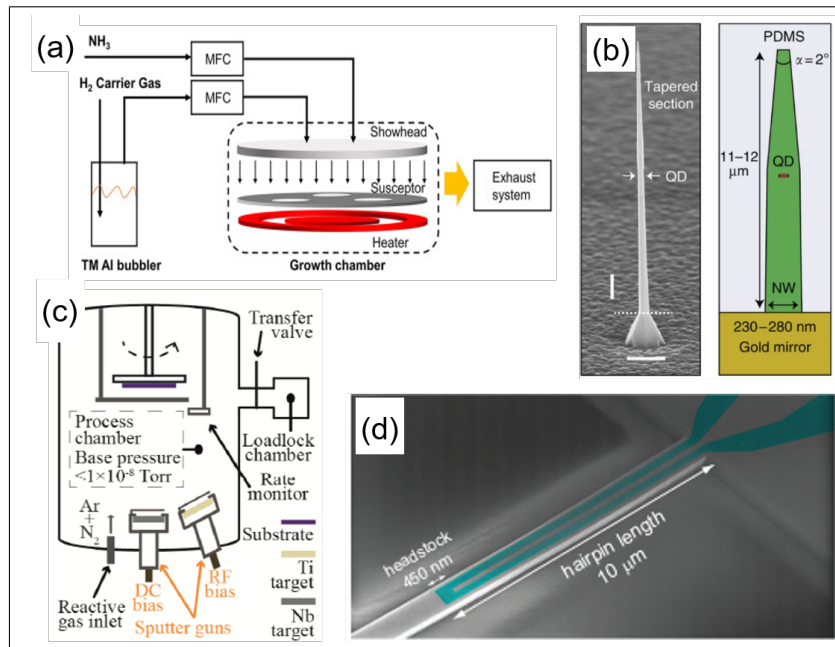 (a)
NH3
MFC
H2 Carrier Gas
MFC
Showhead
Susceptor
Heater
Exhaust
system
TM Al bubbler
Growth chamber
(b)
Tapered
section
QD
PDMS
α = 2°
11–12
μm
QD
NW
230–280 nm
Gold mirror
(c)
Transfer
valve
Process
chamber
Base pressure
<1×10-8 Torr
Loadlock
chamber
Rate
monitor
Ar
+
N2
Substrate
Ti
target
Nb
target
DC
bias
RF
bias
Reactive
gas inlet
Sputter guns
(d)
headstock
450 nm
hairpin length
10 μm